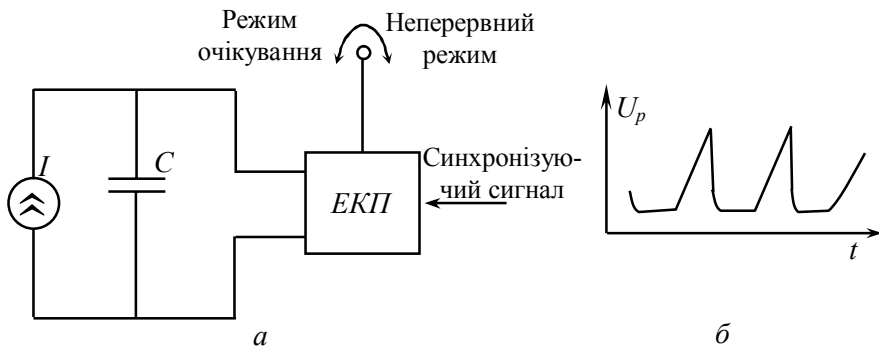 Режим
очікування
Неперервний
режим
I
C
ЕКП
Синхронізую-
чий сигнал
а
U_p
t
б